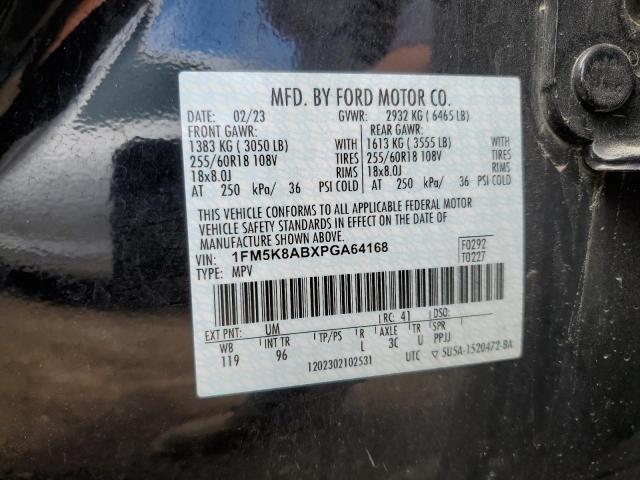 MFD. BY FORD MOTOR CO.
DATE: 02/23 GVWR: 2932 KG ( 6465 LB)
FRONT GAWR: REAR GAWR:
1383 KG ( 3050 LB) 1613 KG ( 3555 LB)
255/60R18 108V TIRES 255/60R18 108V TIRES
18x8.0J RIMS 18x8.0J RIMS
AT 250 kPa/ 36 PSI COLD AT 250 kPa/ 36 PSI COLD
THIS VEHICLE CONFORMS TO ALL APPLICABLE FEDERAL MOTOR
VEHICLE SAFETY STANDARDS IN EFFECT ON THE DATE OF
MANUFACTURE SHOWN ABOVE.
VIN: 1FM5K8ABXPGA64168
TYPE: MPV
F0292
T0227
EXT PNT: UM RC: 41 DSO:
WB INT TR TP/PS R AXLE TR SPR
119 96 L 3C U PPJJ
1202302102531 UTC ▽ 5U5A-1520472-BA